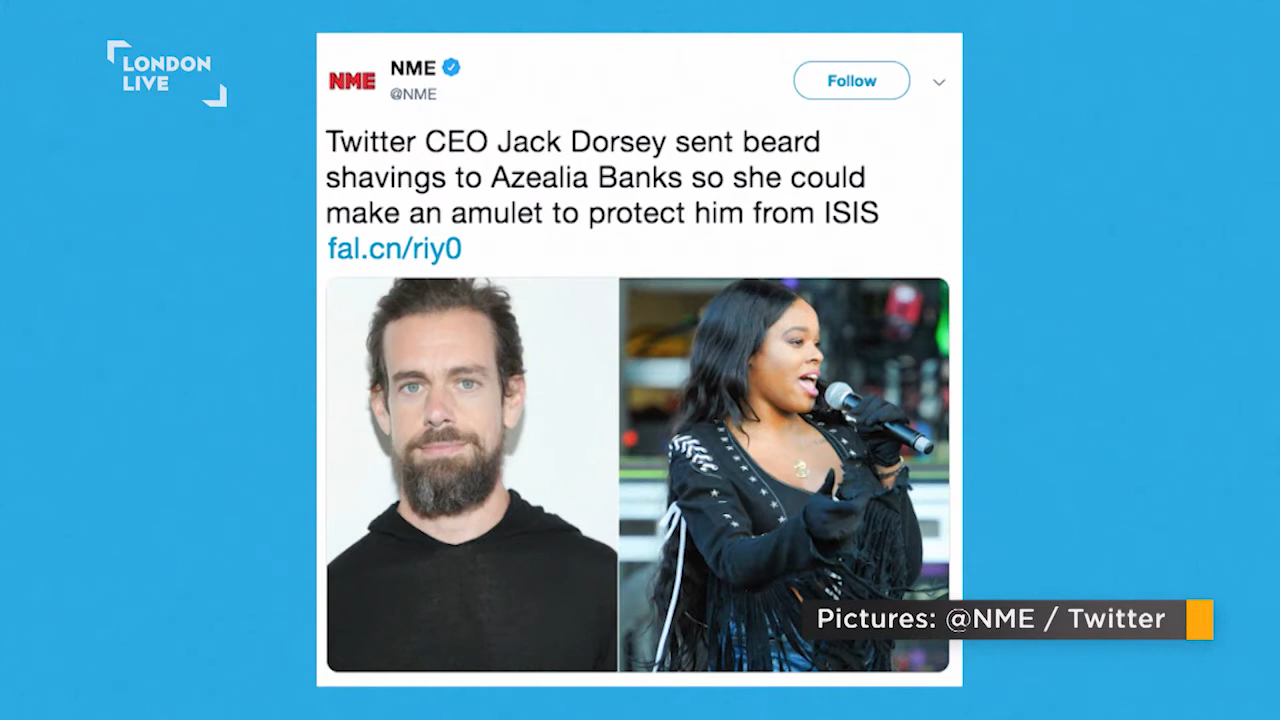 LONDON
LIVE
NME
NME
@NME
Follow
Twitter CEO Jack Dorsey sent beard
shavings to Azealia Banks so she could
make an amulet to protect him from ISIS
fal.cn/riy0
Pictures: @NME / Twitter